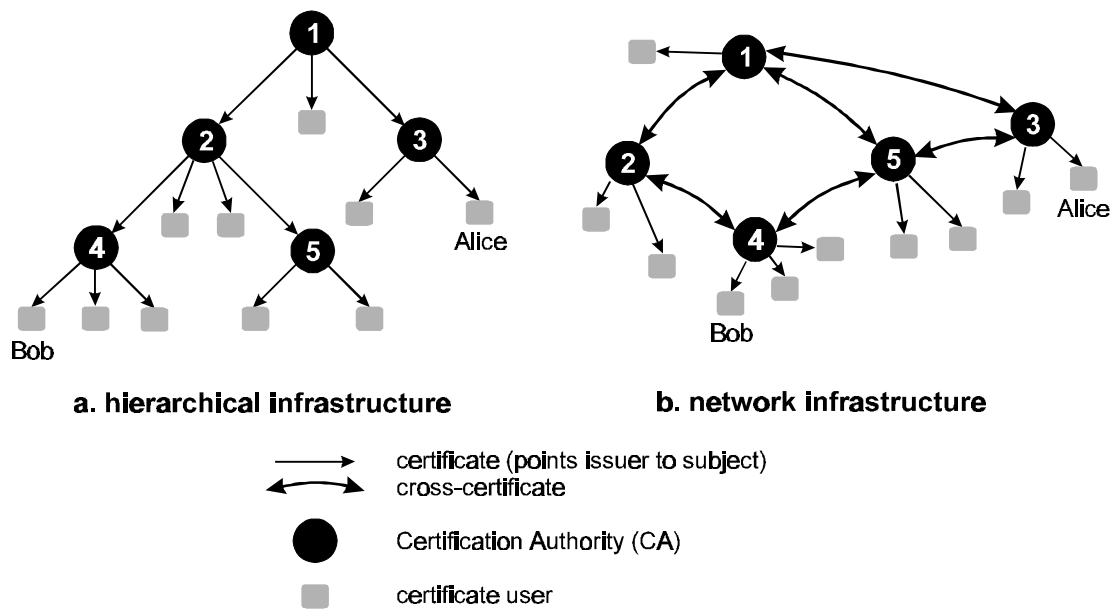 1
2
3
4
5
Alice
Bob
a. hierarchical infrastructure
1
2
3
4
5
Alice
Bob
b. network infrastructure
certificate (points issuer to subject)
cross-certificate
Certification Authority (CA)
certificate user